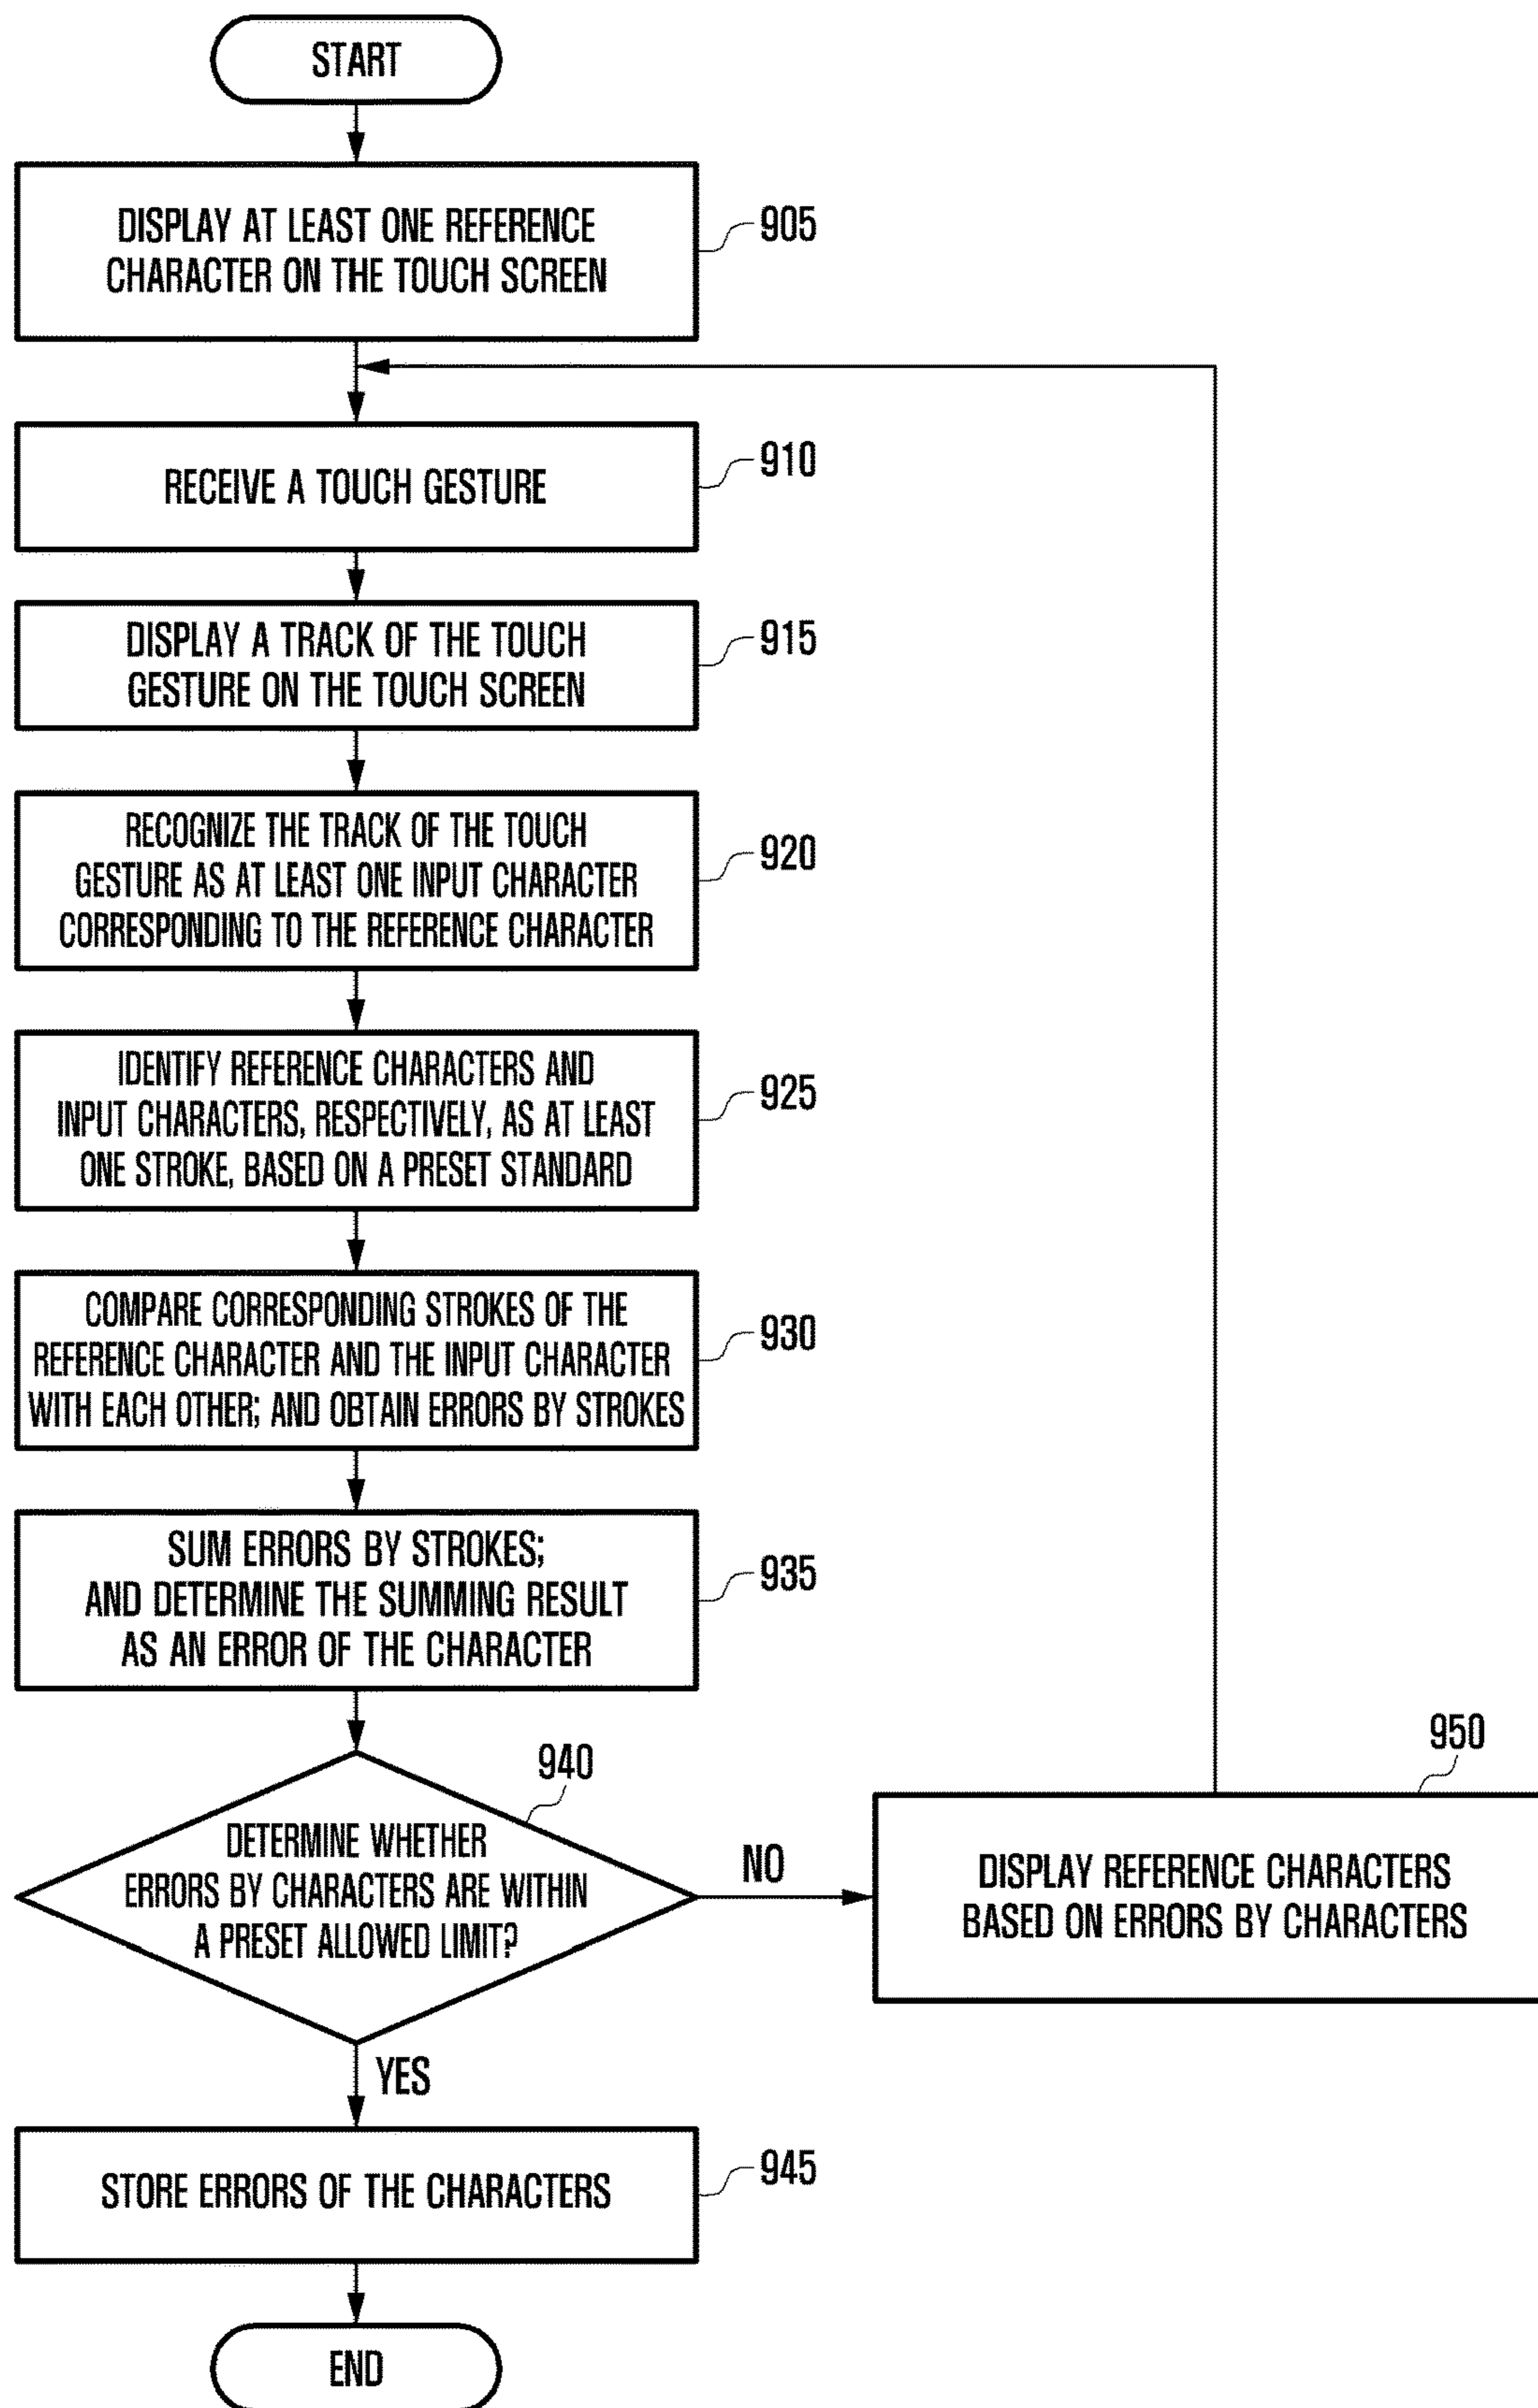 START
DISPLAY AT LEAST ONE REFERENCE
CHARACTER ON THE TOUCH SCREEN
905
RECEIVE A TOUCH GESTURE
910
DISPLAY A TRACK OF THE TOUCH
GESTURE ON THE TOUCH SCREEN
915
RECOGNIZE THE TRACK OF THE TOUCH
GESTURE AS AT LEAST ONE INPUT CHARACTER
CORRESPONDING TO THE REFERENCE CHARACTER
920
IDENTIFY REFERENCE CHARACTERS AND
INPUT CHARACTERS, RESPECTIVELY, AS AT LEAST
ONE STROKE, BASED ON A PRESET STANDARD
925
COMPARE CORRESPONDING STROKES OF THE
REFERENCE CHARACTER AND THE INPUT CHARACTER
WITH EACH OTHER; AND OBTAIN ERRORS BY STROKES
930
SUM ERRORS BY STROKES;
AND DETERMINE THE SUMMING RESULT
AS AN ERROR OF THE CHARACTER
935
940
DETERMINE WHETHER
ERRORS BY CHARACTERS ARE WITHIN
A PRESET ALLOWED LIMIT?
NO
950
DISPLAY REFERENCE CHARACTERS
BASED ON ERRORS BY CHARACTERS
YES
STORE ERRORS OF THE CHARACTERS
945
END